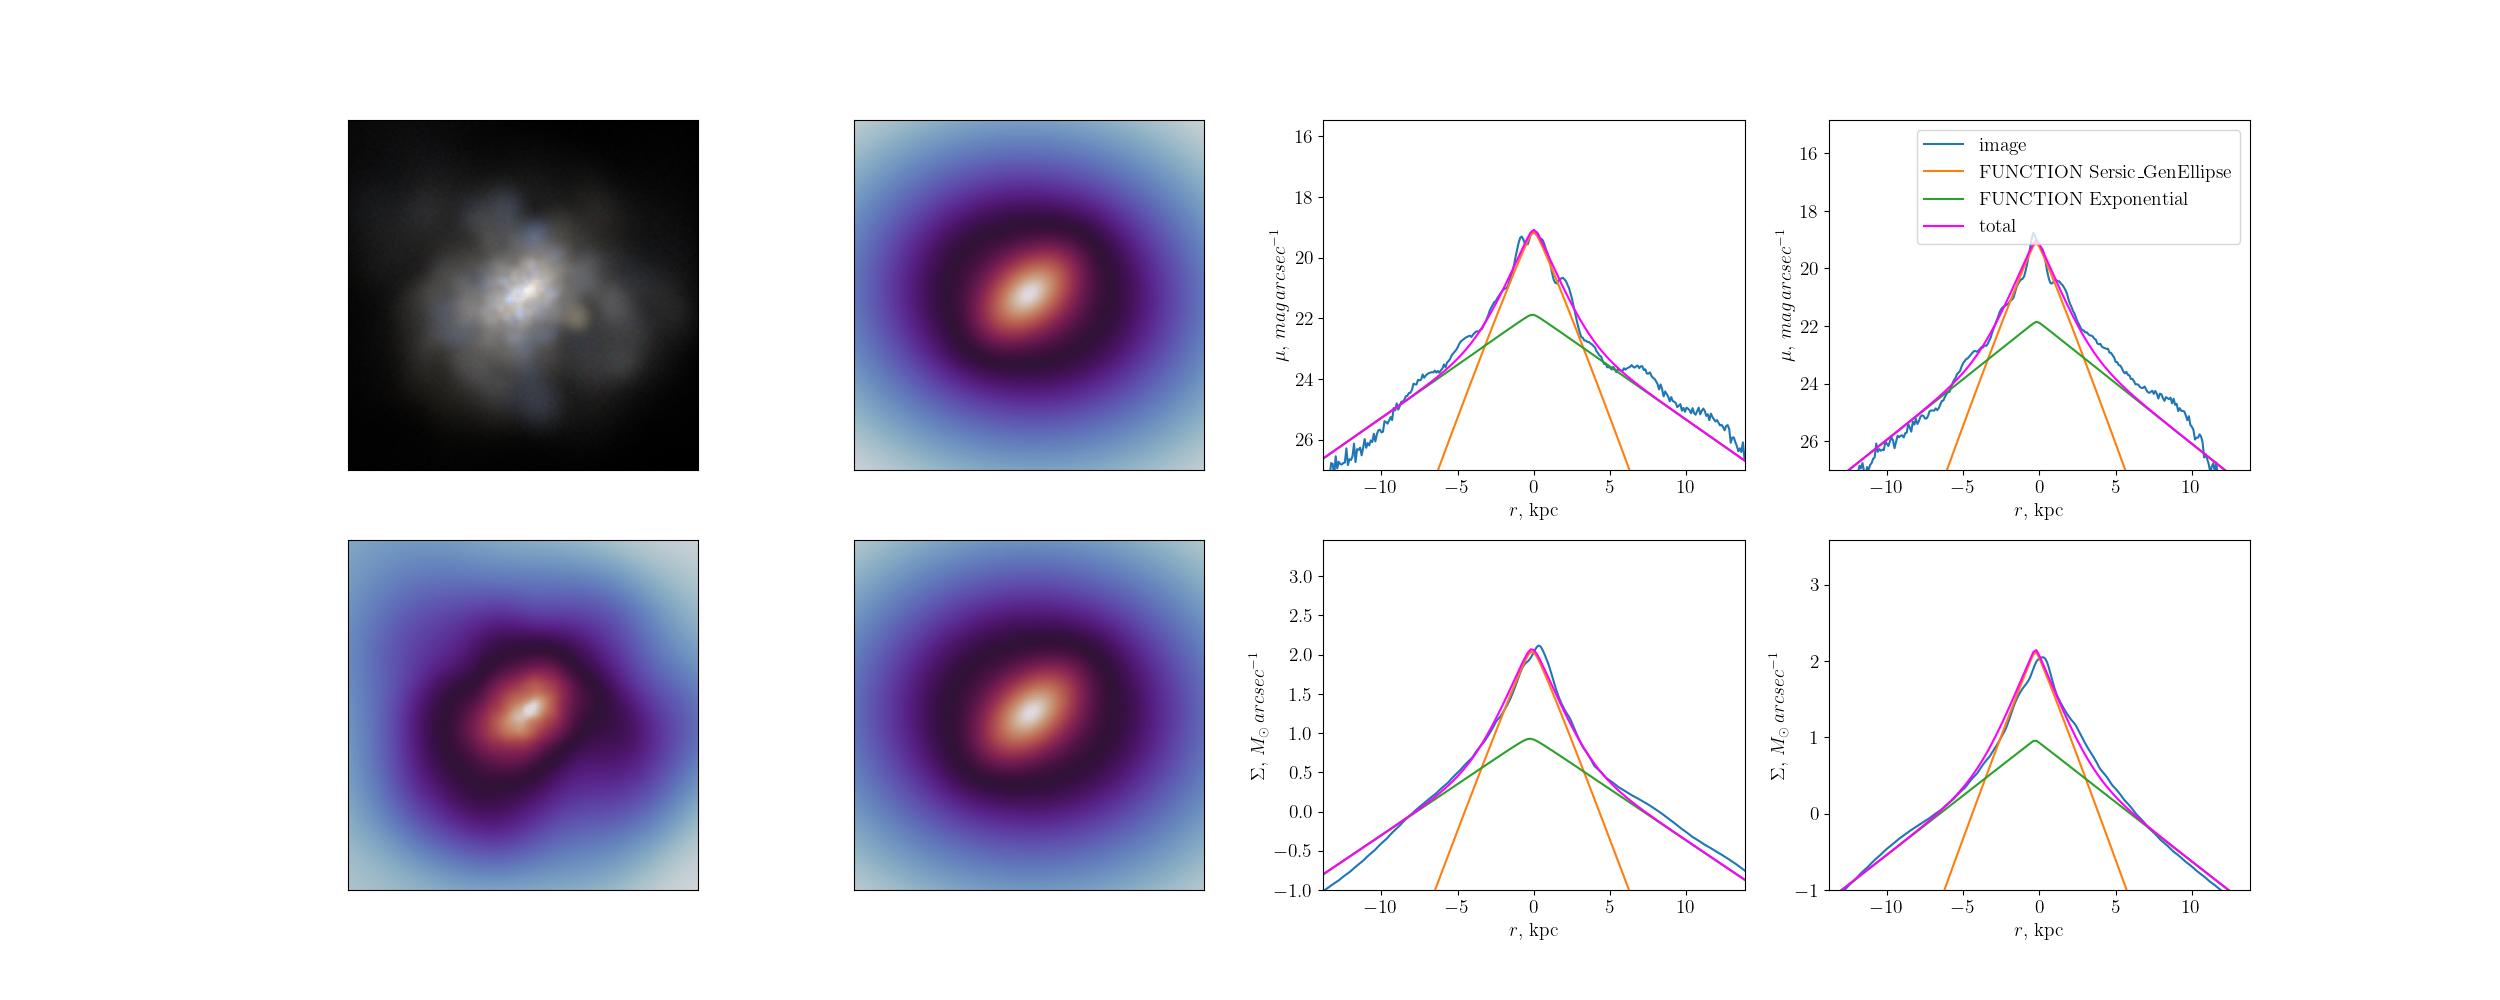 16
18
20
22
24
26
μ, mag arcsec⁻¹
−10 −5 0 5 10
r, kpc
16
18
20
22
24
26
μ, mag arcsec⁻¹
image
FUNCTION Sersic_GenEllipse
FUNCTION Exponential
total
−10 −5 0 5 10
r, kpc
3.0
2.5
2.0
1.5
1.0
0.5
0.0
−0.5
−1.0
Σ, M⊙ arcsec⁻¹
−10 −5 0 5 10
r, kpc
3
2
1
0
−1
Σ, M⊙ arcsec⁻¹
−10 −5 0 5 10
r, kpc